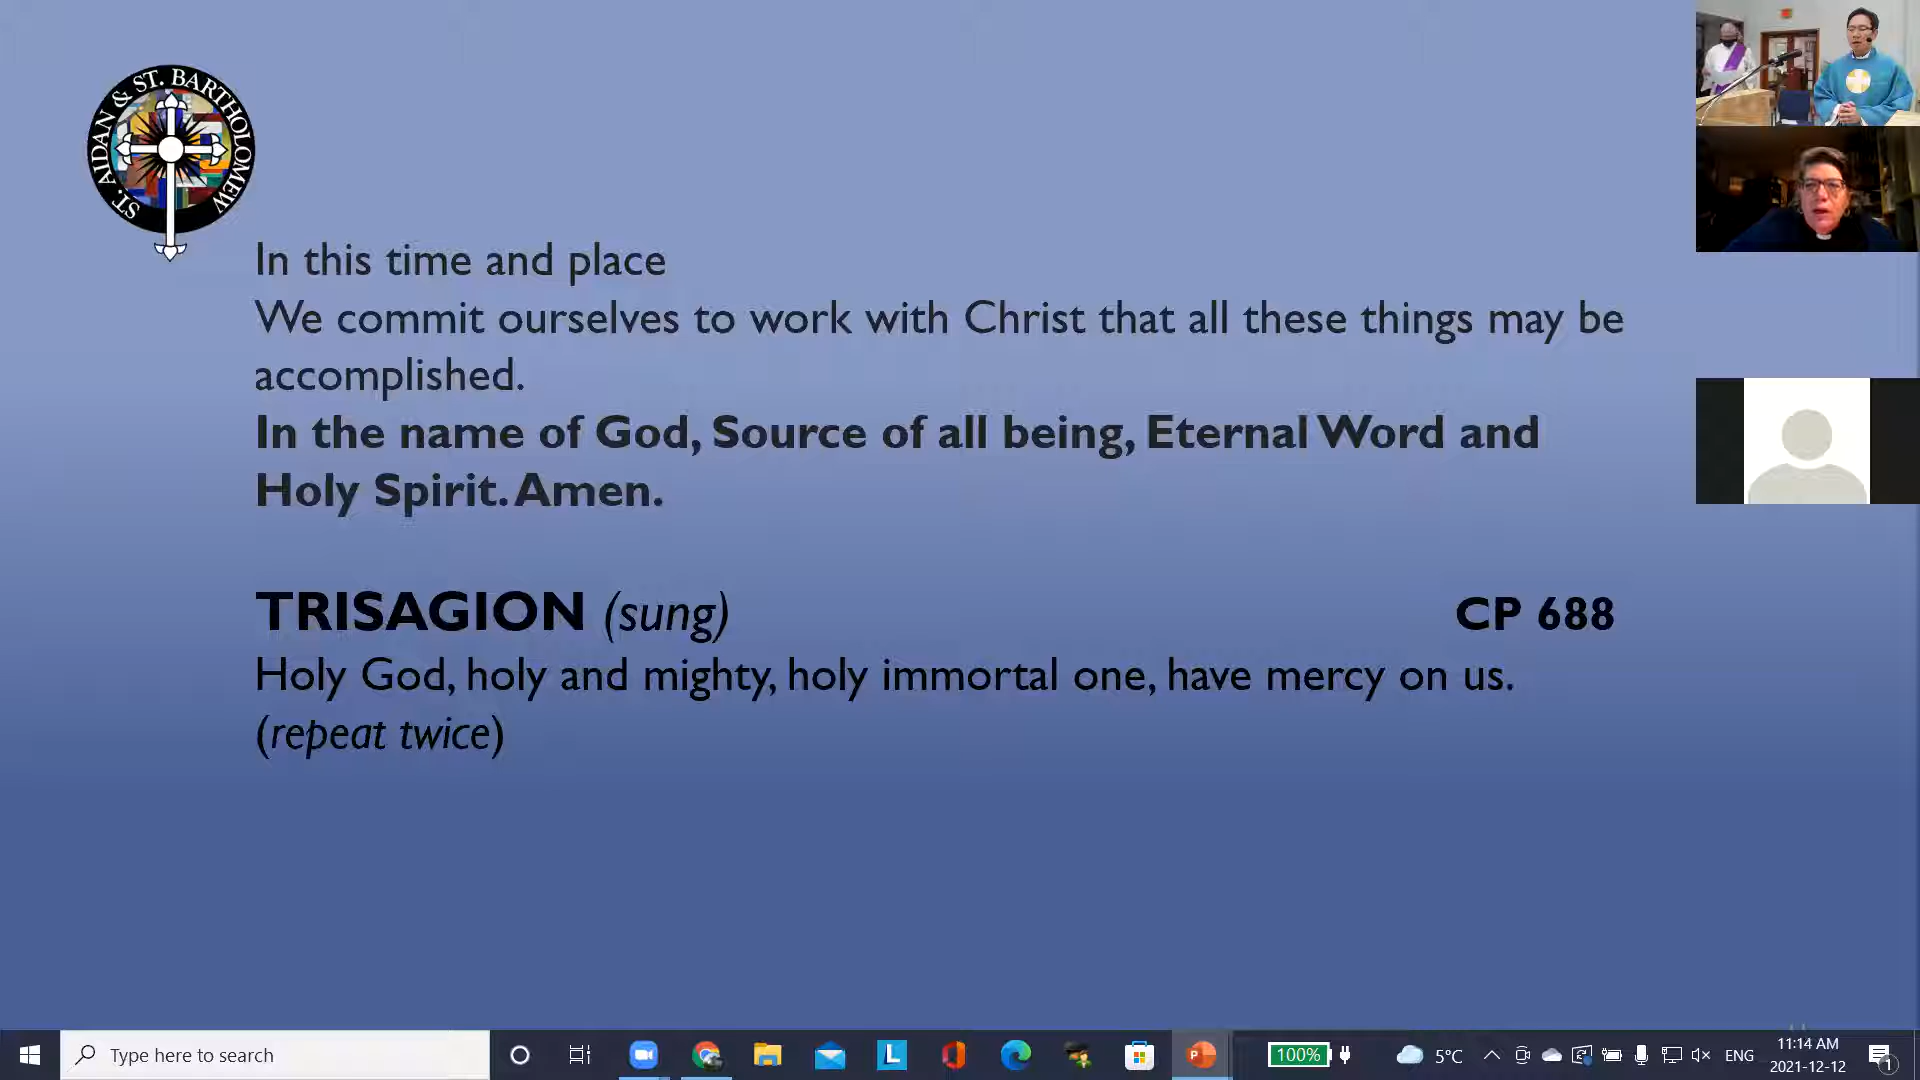 ST. AIDAN & ST. BARTHOLOMEW
In this time and place
We commit ourselves to work with Christ that all these things may be
accomplished.
In the name of God, Source of all being, Eternal Word and
Holy Spirit. Amen.
TRISAGION (sung) CP 688
Holy God, holy and mighty, holy immortal one, have mercy on us.
(repeat twice)
Type here to search
100%
5°C
ENG
11:14 AM
2021-12-12
1